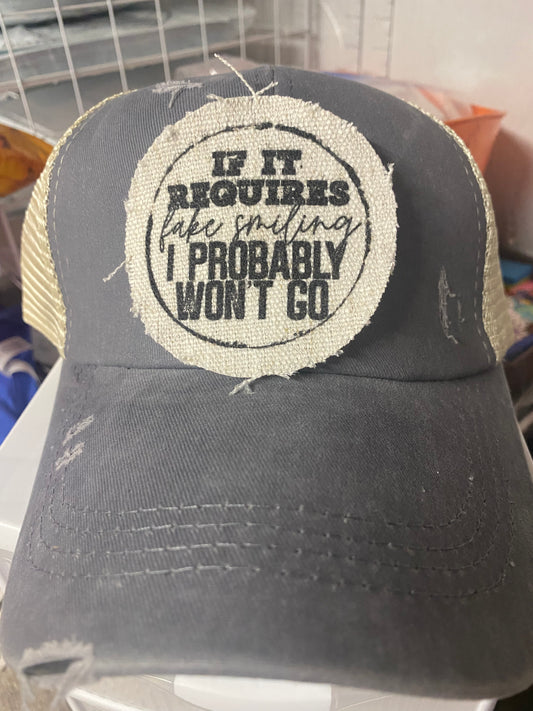 IF IT
REQUIRES
fake smiling
I PROBABLY
WON'T GO